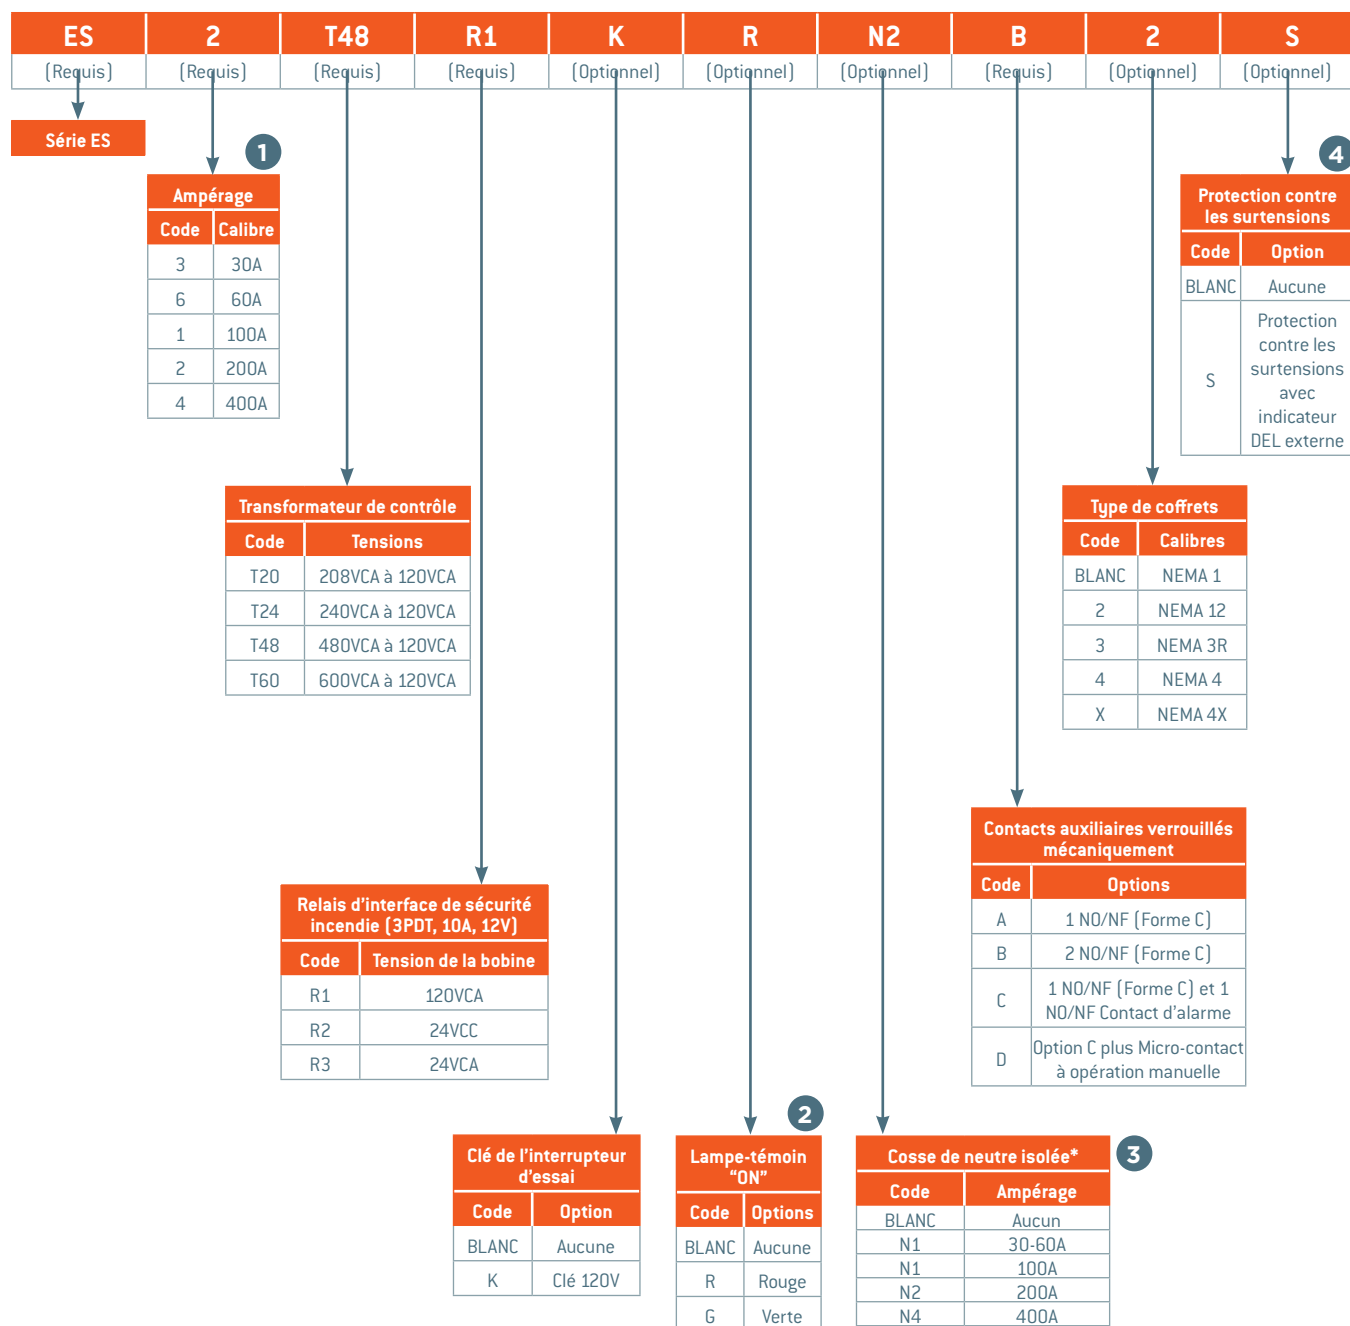 ES 2 T48 R1 K R N2 B 2 S
(Requis) (Requis) (Requis) (Requis) (Optionnel) (Optionnel) (Optionnel) (Requis) (Optionnel) (Optionnel)
Série ES
1
Ampérage
Code Calibre
3 30A
6 60A
1 100A
2 200A
4 400A
4
Protection contre
les surtensions
Code Option
BLANC Aucune
S Protection
contre les
surtensions
avec
indicateur
DEL externe
Transformateur de contrôle
Code Tensions
T20 208VCA à 120VCA
T24 240VCA à 120VCA
T48 480VCA à 120VCA
T60 600VCA à 120VCA
Type de coffrets
Code Calibres
BLANC NEMA 1
2 NEMA 12
3 NEMA 3R
4 NEMA 4
X NEMA 4X
Relais d'interface de sécurité
incendie (3PDT, 10A, 12V)
Code Tension de la bobine
R1 120VCA
R2 24VCC
R3 24VCA
Contacts auxiliaires verrouillés
mécaniquement
Code Options
A 1 NO/NF (Forme C)
B 2 NO/NF (Forme C)
C 1 NO/NF (Forme C) et 1
NO/NF Contact d'alarme
D Option C plus Micro-contact
à opération manuelle
Clé de l'interrupteur
d'essai
Code Option
BLANC Aucune
K Clé 120V
2
Lampe-témoin
"ON"
Code Options
BLANC Aucune
R Rouge
G Verte
3
Cosse de neutre isolée*
Code Ampérage
BLANC Aucun
N1 30-60A
N1 100A
N2 200A
N4 400A